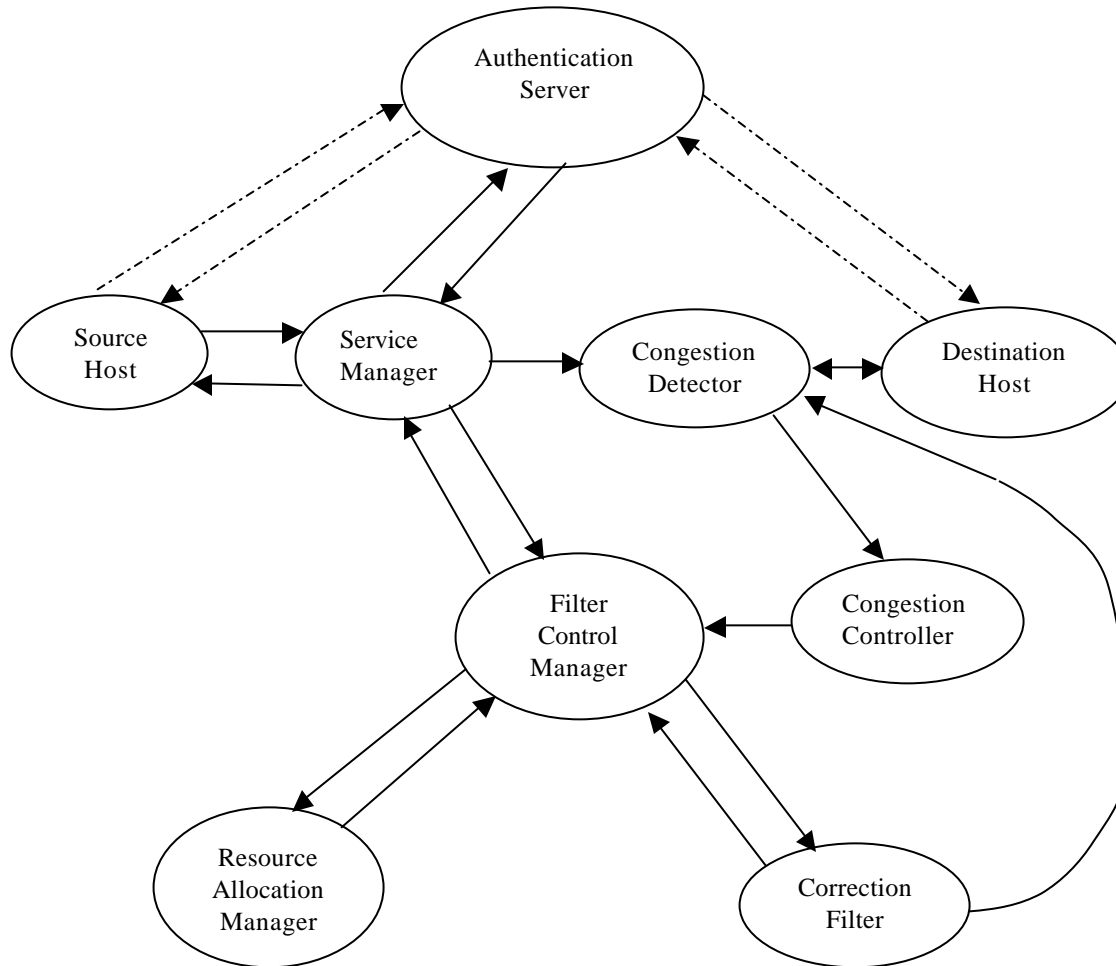 Authentication
Server
Source
Host
Service
Manager
Congestion
Detector
Destination
Host
Filter
Control
Manager
Congestion
Controller
Resource
Allocation
Manager
Correction
Filter